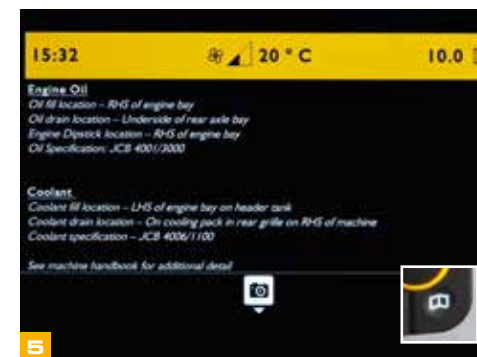 15:32 20 ° C 10.0
Engine Oil
Oil fill location – RHS of engine bay
Oil drain location – Underside of rear axle bay
Engine Dipstick location – RHS of engine bay
Oil Specification: JCB 4001/3000
Coolant
Coolant fill location – LHS of engine bay on header tank
Coolant drain location – On cooling pack in rear grille on RHS of machine
Coolant specification – JCB 4006/1100
See machine handbook for additional detail
5